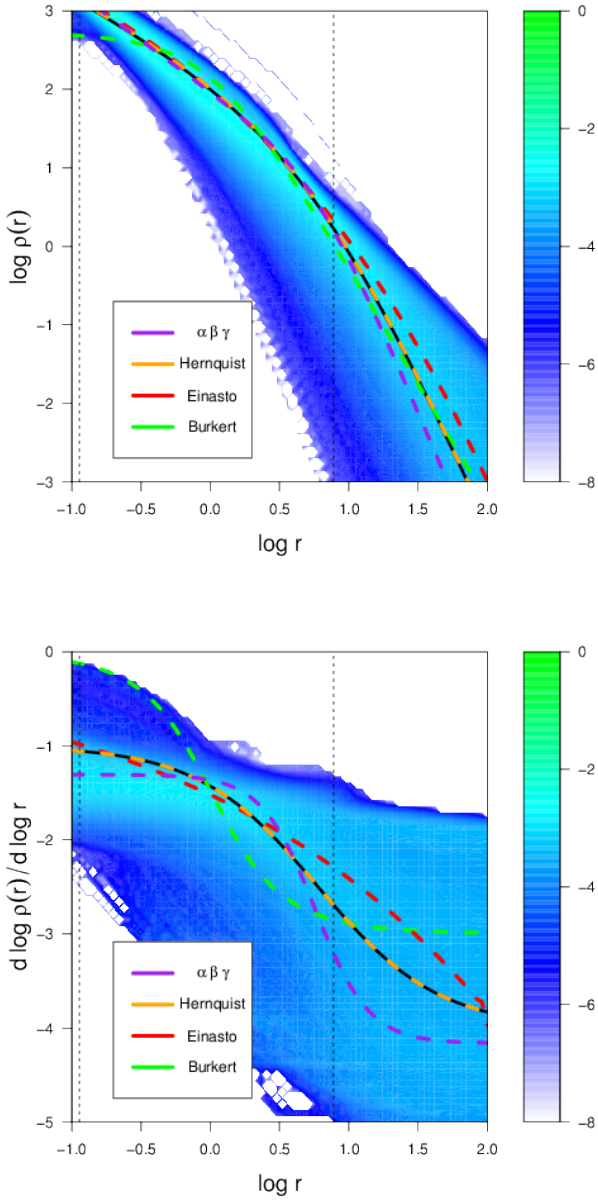 3
2
1
0
−1
−2
−3
log ρ(r)
α β γ
Hernquist
Einasto
Burkert
−1.0 −0.5 0.0 0.5 1.0 1.5 2.0
log r
0
−2
−4
−6
−8
0
−1
−2
−3
−4
−5
d log ρ(r) / d log r
α β γ
Hernquist
Einasto
Burkert
−1.0 −0.5 0.0 0.5 1.0 1.5 2.0
log r
0
−2
−4
−6
−8